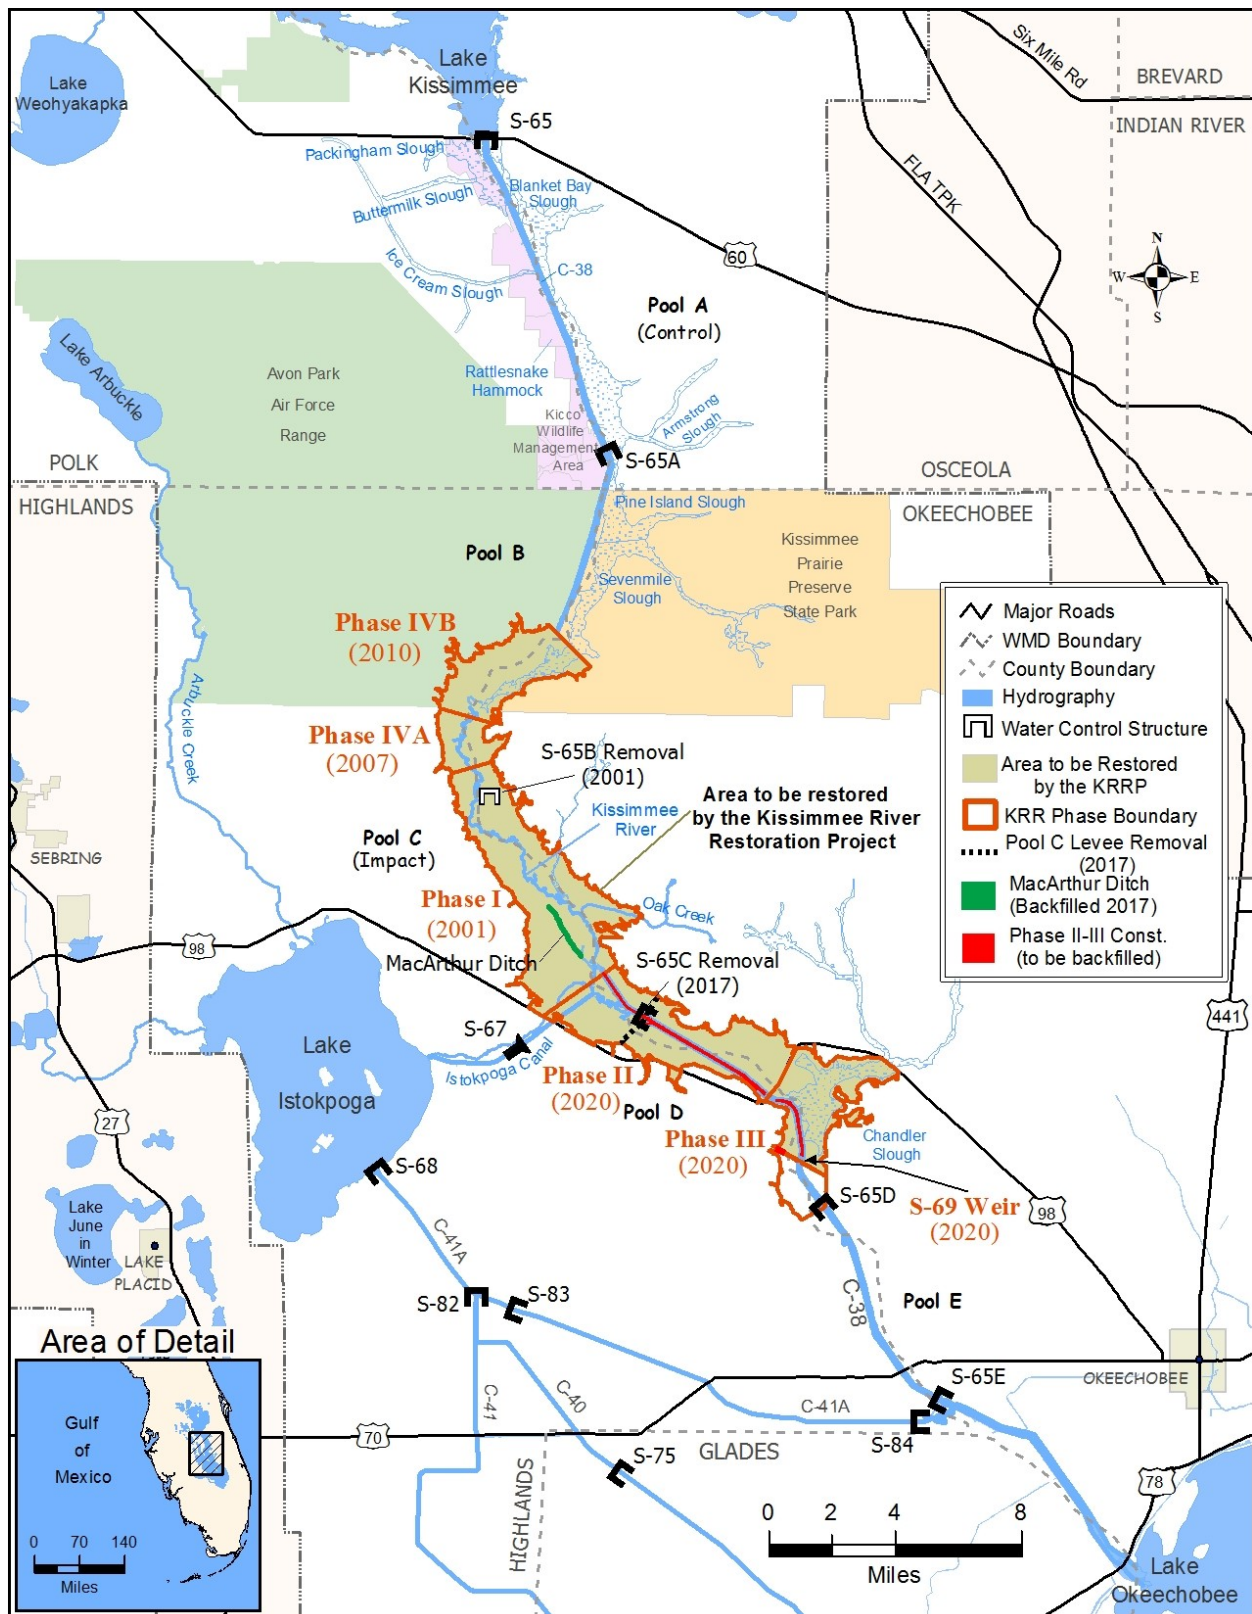 Lake
Kissimmee
Lake
Weohyakapka
Six Mile Rd
BREVARD
INDIAN RIVER
S-65
Packingham Slough
Blanket Bay
Slough
Buttermilk Slough
FLA TPK
60
N
W
E
S
Ice Cream Slough
C-38
Pool A
(Control)
Lake Arbuckle
Avon Park
Air Force
Range
Rattlesnake
Hammock
Kicco
Wildlife
Management
Area
Armstrong
Slough
S-65A
POLK
HIGHLANDS
OSCEOLA
OKEECHOBEE
Pine Island Slough
Pool B
Sevenmile
Slough
Kissimmee
Prairie
Preserve
State Park
Major Roads
WMD Boundary
County Boundary
Hydrography
Water Control Structure
Area to be Restored
by the KRRP
KRR Phase Boundary
Pool C Levee Removal
(2017)
MacArthur Ditch
(Backfilled 2017)
Phase II-III Const.
(to be backfilled)
Phase IVB
(2010)
Arbuckle Creek
Phase IVA
(2007)
S-65B Removal
(2001)
Kissimmee
River
Area to be restored
by the Kissimmee River
Restoration Project
Pool C
(Impact)
SEBRING
Phase I
(2001)
Oak Creek
98
MacArthur Ditch
S-65C Removal
(2017)
441
S-67
Istokpoga Canal
Lake
Istokpoga
Phase II
(2020)
Pool D
27
Phase III
(2020)
Chandler
Slough
S-68
S-65D
S-69 Weir
(2020)
98
Lake
June
in
Winter
LAKE
PLACID
C-41A
S-82
S-83
C-38
Pool E
Area of Detail
Gulf
of
Mexico
0 70 140
Miles
C-41
C-40
C-41A
S-65E
OKEECHOBEE
S-84
70
GLADES
HIGHLANDS
S-75
78
0 2 4 8
Miles
Lake
Okeechobee